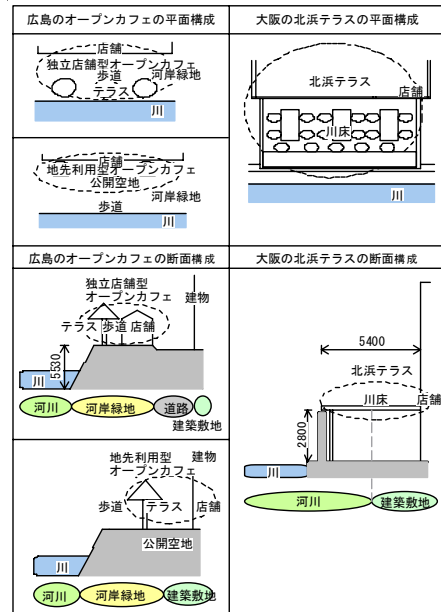 広島のオープンカフェの平面構成
店舗
独立店舗型オープンカフェ
歩道
河岸緑地
テラス
川
店舗
地先利用型オープンカフェ
公開空地
河岸緑地
歩道
川
大阪の北浜テラスの平面構成
北浜テラス
店舗
川床
川
広島のオープンカフェの断面構成
独立店舗型
オープンカフェ
建物
テラス 歩道 店舗
5530
川
河川 河岸緑地 道路
建築敷地
地先利用型
オープンカフェ
建物
歩道 テラス 店舗
公開空地
川
河川 河岸緑地 建築敷地
大阪の北浜テラスの断面構成
5400
北浜テラス
川床 店舗
2800
川
河川 建築敷地